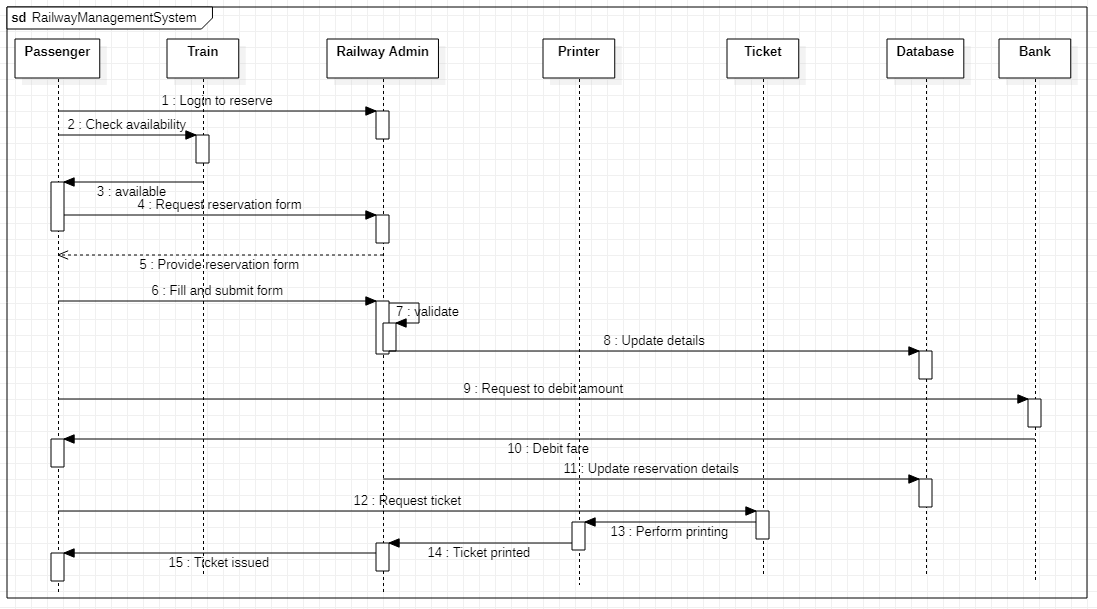 sd RailwayManagementSystem
Passenger
Train
Railway Admin
Printer
Ticket
Database
Bank
1 : Login to reserve
2 : Check availability
3 : available
4 : Request reservation form
5 : Provide reservation form
6 : Fill and submit form
7 : validate
8 : Update details
9 : Request to debit amount
10 : Debit fare
11 : Update reservation details
12 : Request ticket
13 : Perform printing
14 : Ticket printed
15 : Ticket issued